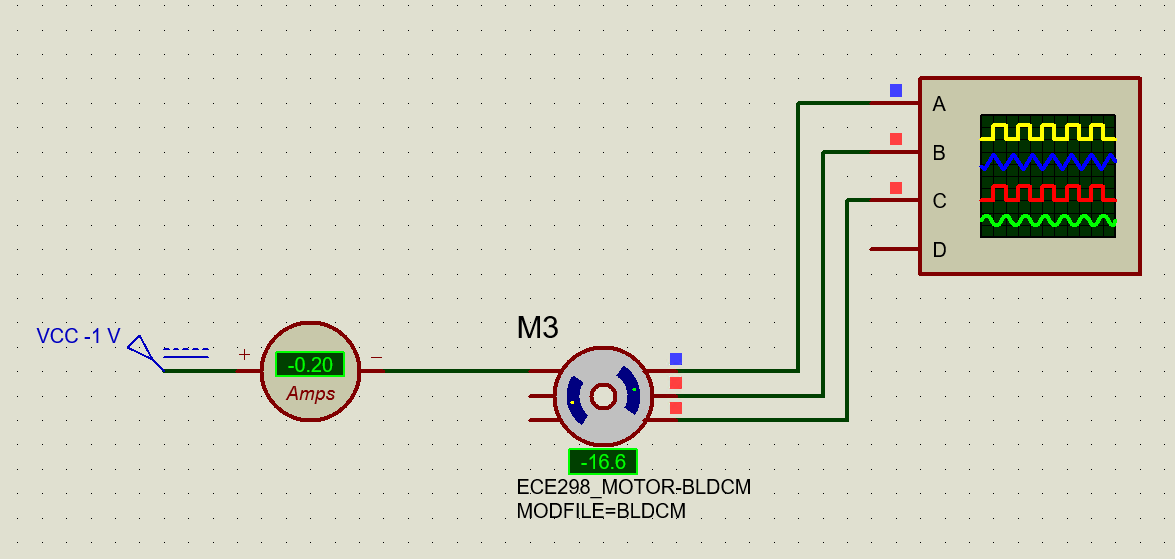 A
B
C
D
M3
VCC -1 V
+
−
-0.20
Amps
-16.6
ECE298_MOTOR-BLDCM
MODFILE=BLDCM